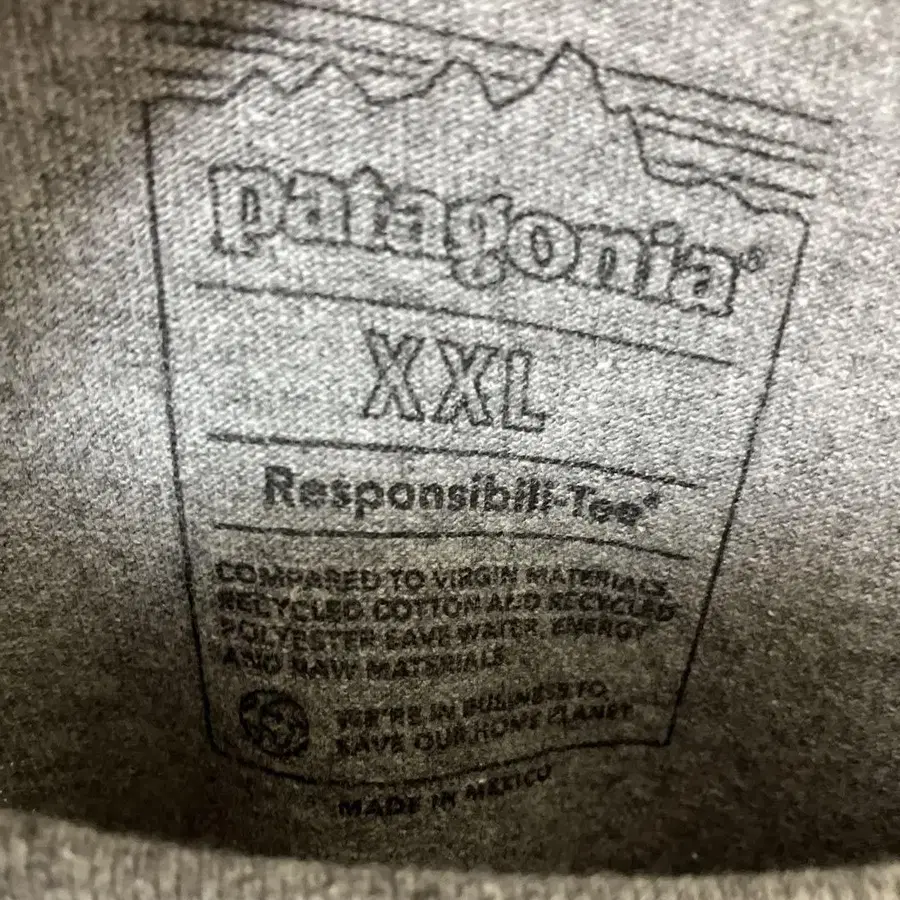 patagonia®
XXL
Responsibili-Tee®
COMPARED TO VIRGIN MATERIALS,
RECYCLED COTTON AND RECYCLED
POLYESTER SAVE WATER, ENERGY
AND RAW MATERIALS.
WE'RE IN BUSINESS TO
SAVE OUR HOME PLANET
MADE IN MEXICO